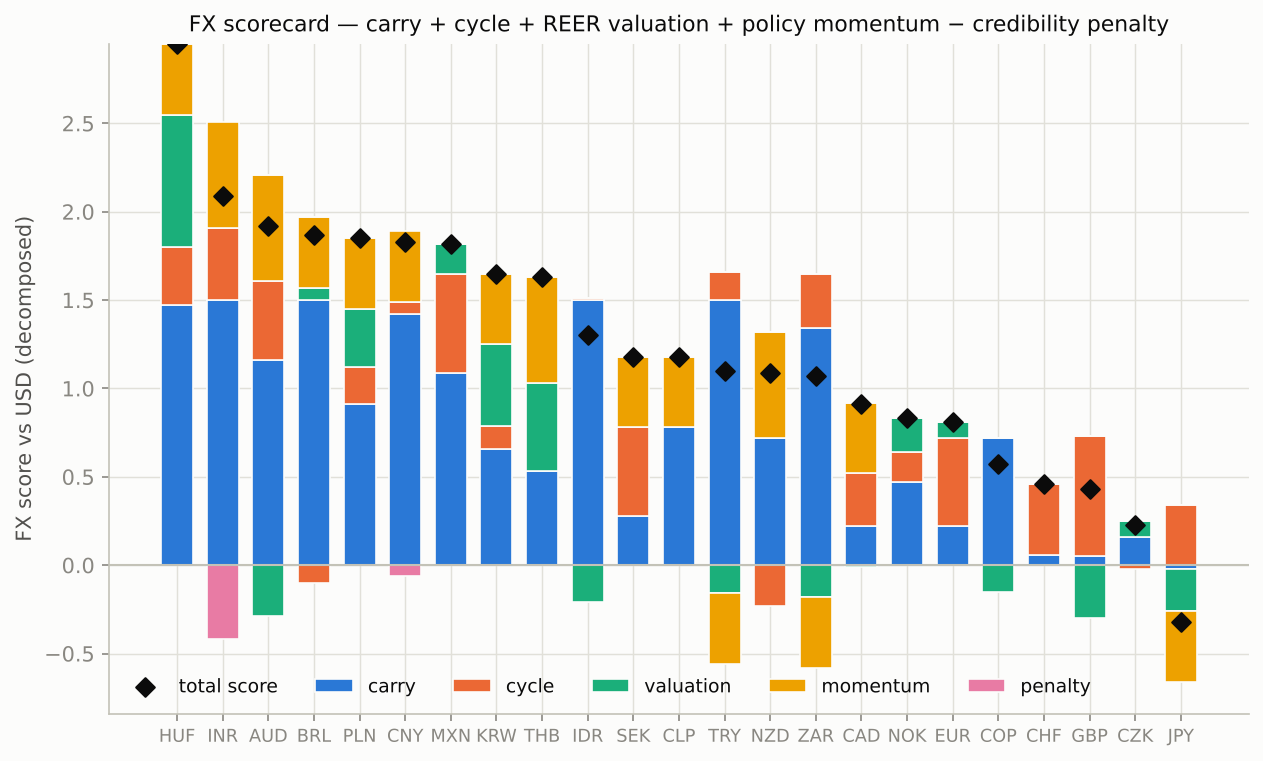 FX scorecard — carry + cycle + REER valuation + policy momentum − credibility penalty
FX score vs USD (decomposed)
2.5
2.0
1.5
1.0
0.5
0.0
−0.5
total score carry cycle valuation momentum penalty
HUF INR AUD BRL PLN CNY MXN KRW THB IDR SEK CLP TRY NZD ZAR CAD NOK EUR COP CHF GBP CZK JPY